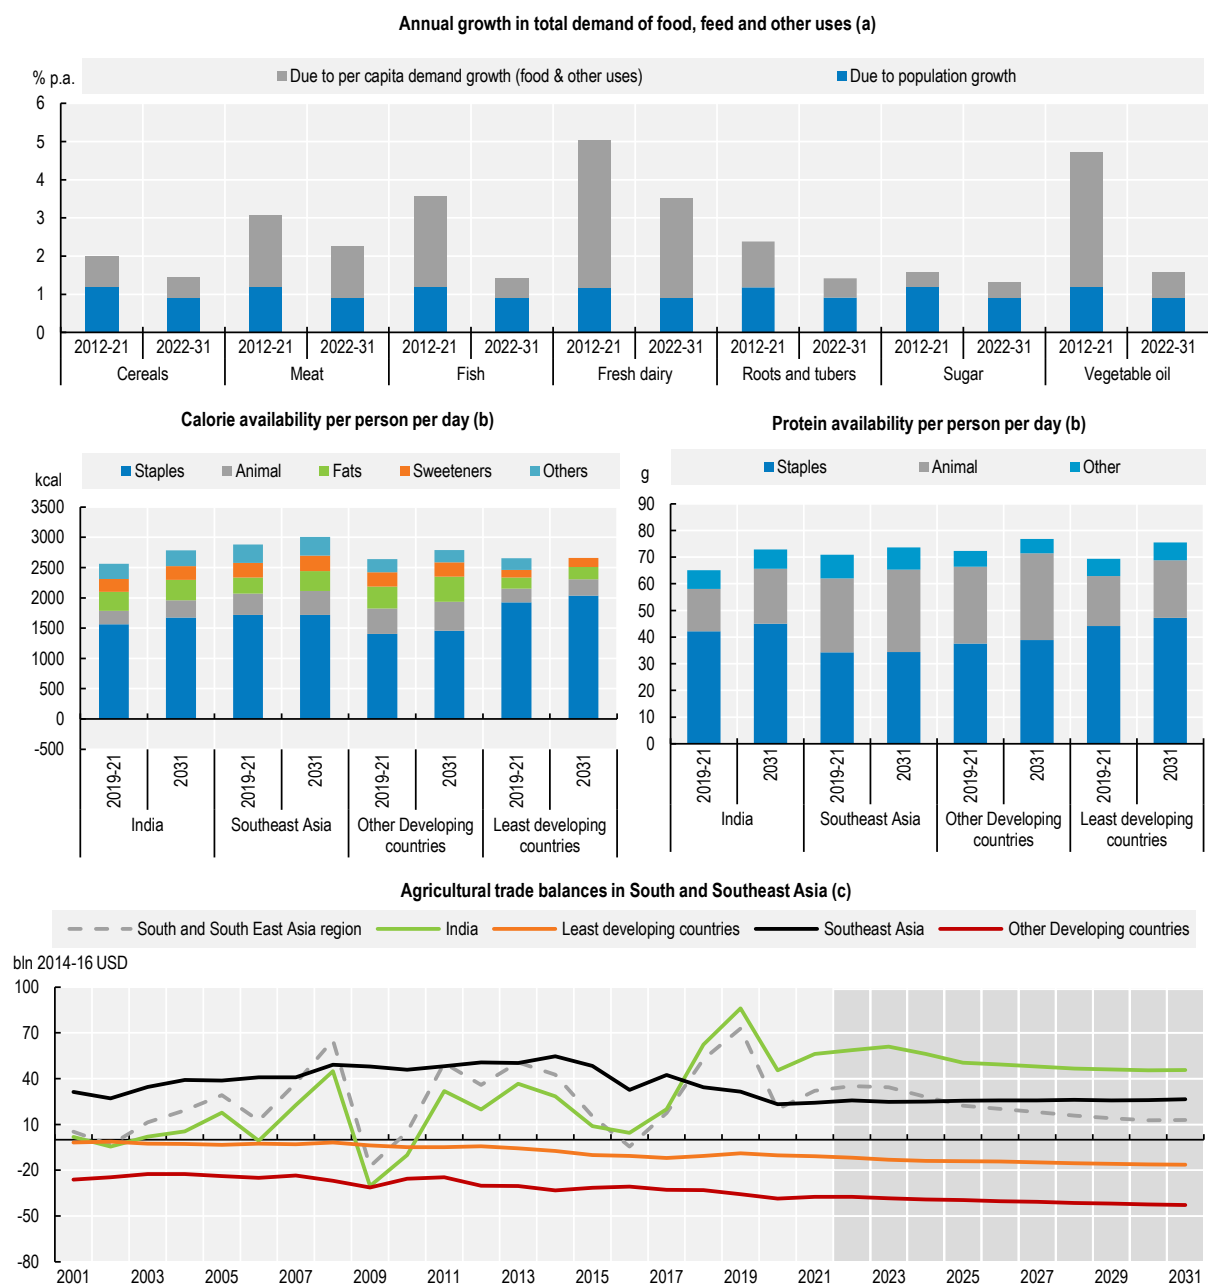 Annual growth in total demand of food, feed and other uses (a)
% p.a.
Due to per capita demand growth (food & other uses)
Due to population growth
6
5
4
3
2
1
0
2012-21 2022-31 2012-21 2022-31 2012-21 2022-31 2012-21 2022-31 2012-21 2022-31 2012-21 2022-31 2012-21 2022-31
Cereals Meat Fish Fresh dairy Roots and tubers Sugar Vegetable oil
Calorie availability per person per day (b)
kcal
Staples Animal Fats Sweeteners Others
3500
3000
2500
2000
1500
1000
500
0
-500
2019-21 2031 2019-21 2031 2019-21 2031 2019-21 2031
India Southeast Asia Other Developing Least developing
countries countries
Protein availability per person per day (b)
g
Staples Animal Other
90
80
70
60
50
40
30
20
10
0
2019-21 2031 2019-21 2031 2019-21 2031 2019-21 2031
India Southeast Asia Other Developing Least developing
countries countries
Agricultural trade balances in South and Southeast Asia (c)
South and South East Asia region India Least developing countries Southeast Asia Other Developing countries
bln 2014-16 USD
100
70
40
10
-20
-50
-80
2001 2003 2005 2007 2009 2011 2013 2015 2017 2019 2021 2023 2025 2027 2029 2031